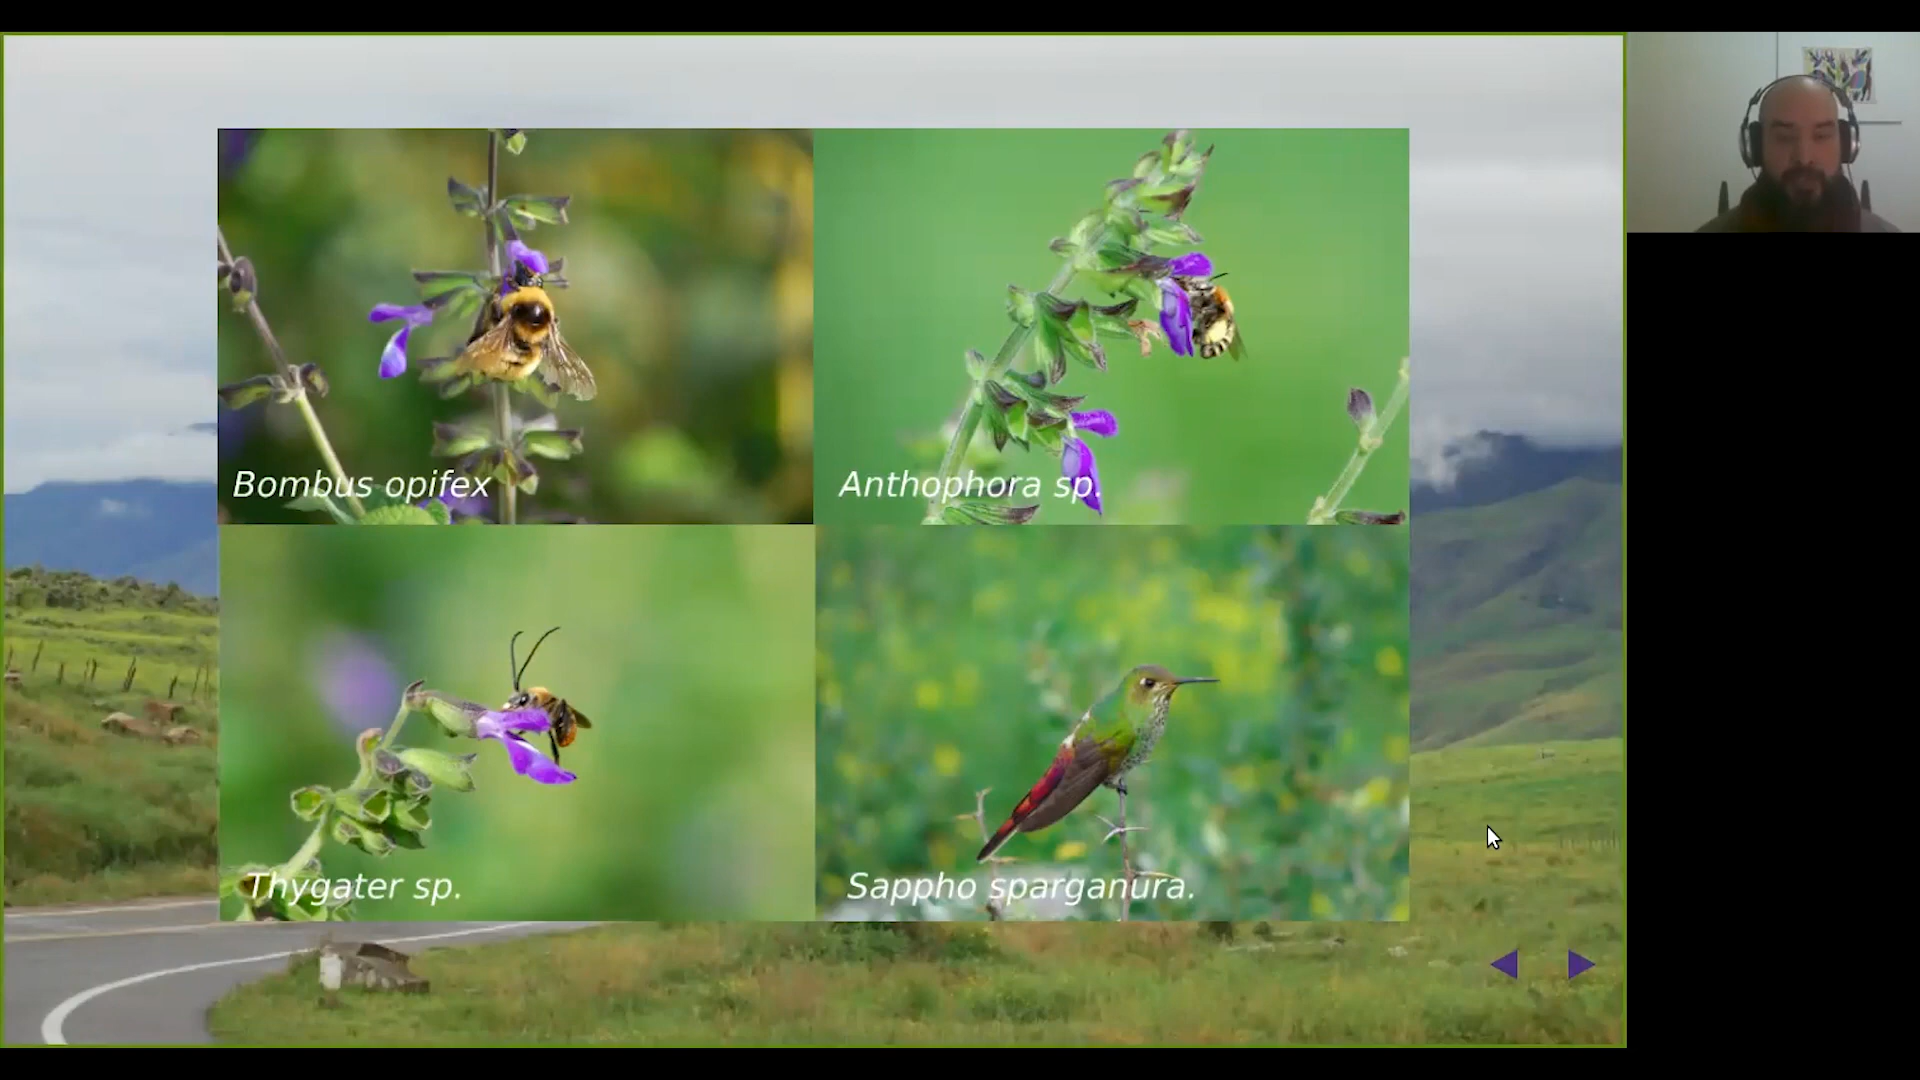 Bombus opifex
Anthophora sp.
Thygater sp.
Sappho sparganura.